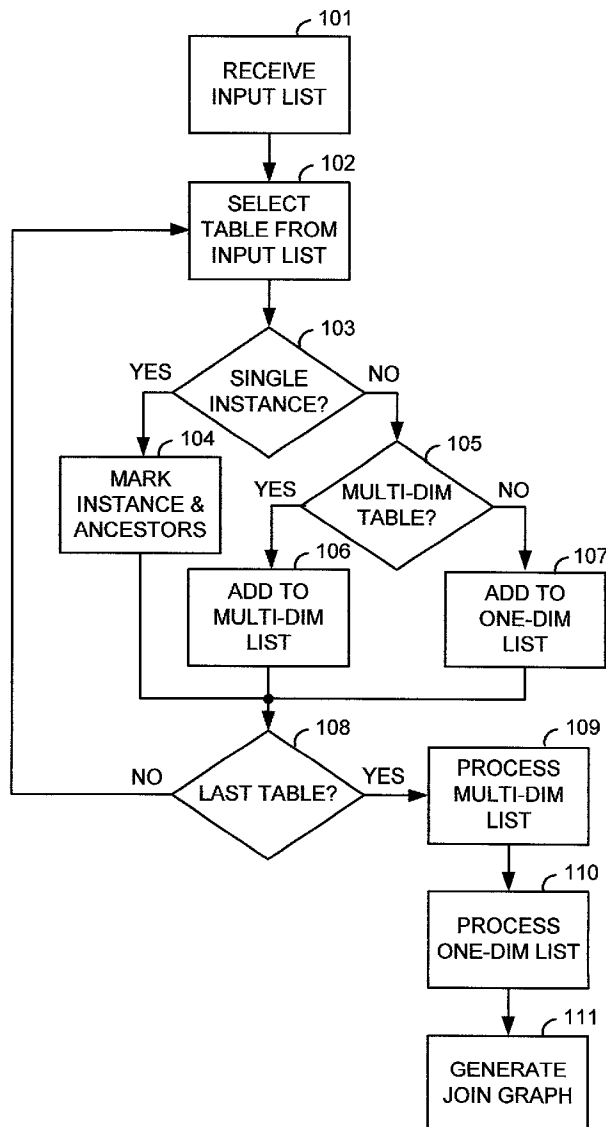 101
RECEIVE
INPUT LIST
102
SELECT
TABLE FROM
INPUT LIST
103
YES
NO
SINGLE
INSTANCE?
104
MARK
INSTANCE &
ANCESTORS
105
YES
NO
MULTI-DIM
TABLE?
106
ADD TO
MULTI-DIM
LIST
107
ADD TO
ONE-DIM
LIST
108
NO
YES
LAST TABLE?
109
PROCESS
MULTI-DIM
LIST
110
PROCESS
ONE-DIM LIST
111
GENERATE
JOIN GRAPH